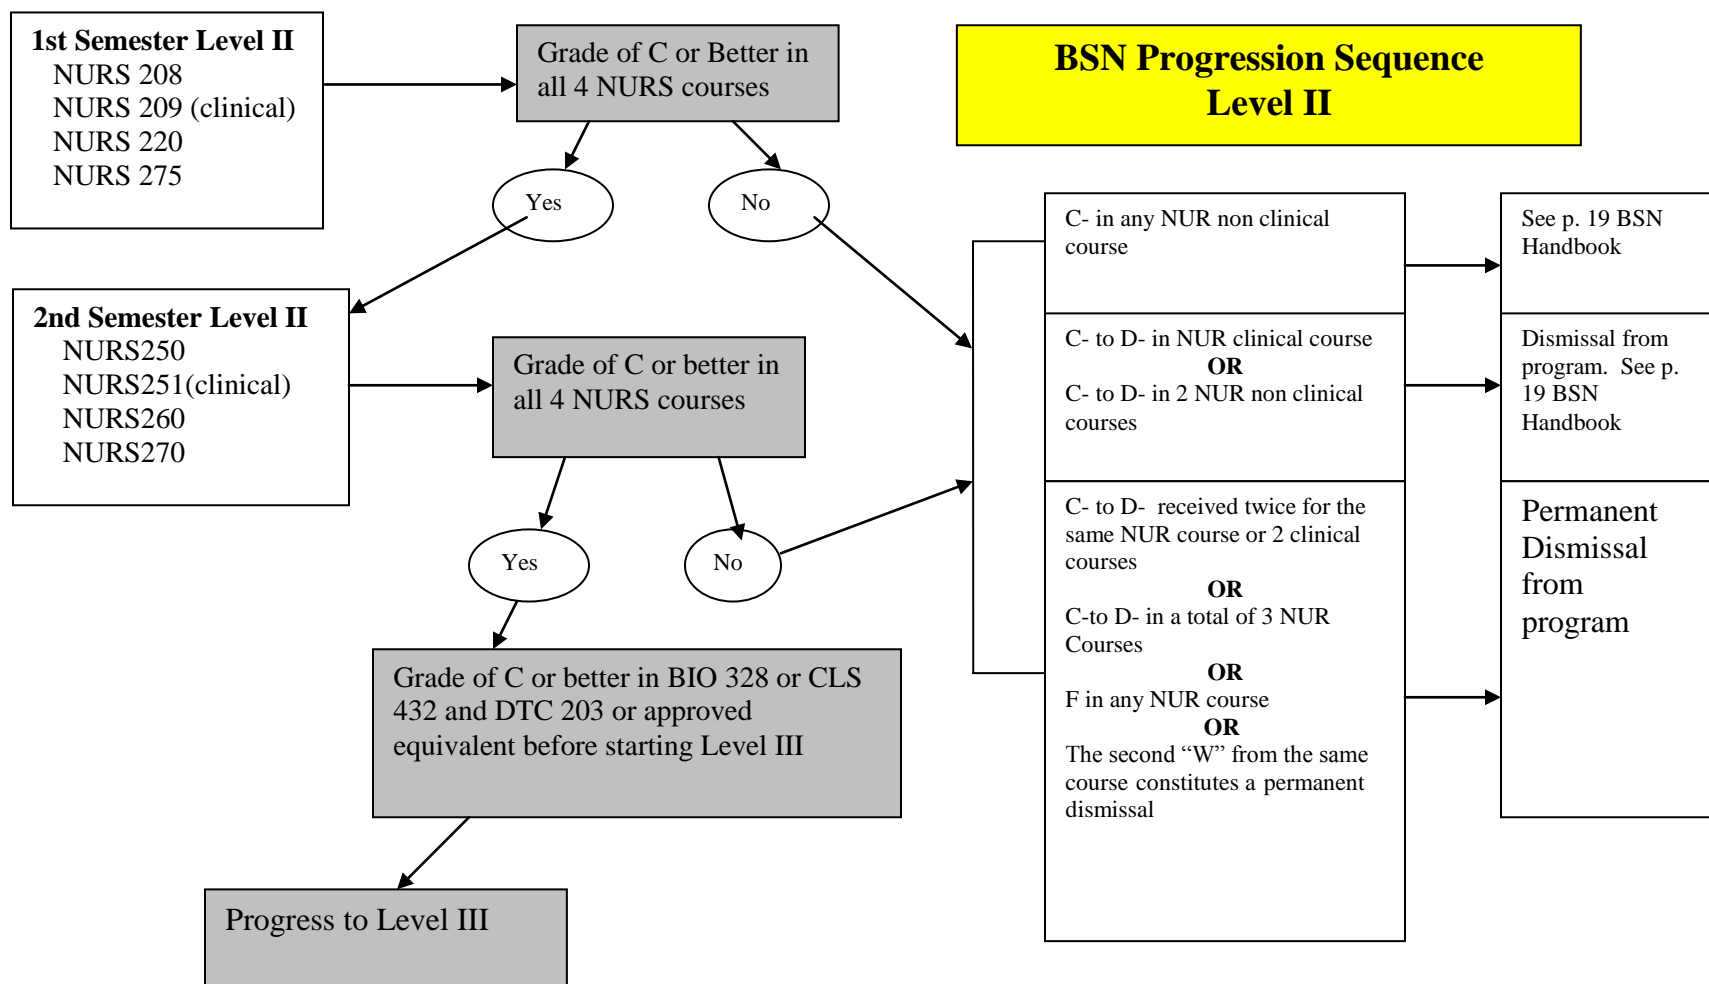 1st Semester Level II
NURS 208
NURS 209 (clinical)
NURS 220
NURS 275
Grade of C or Better in
all 4 NURS courses
BSN Progression Sequence
Level II
Yes
No
2nd Semester Level II
NURS250
NURS251(clinical)
NURS260
NURS270
Grade of C or better in
all 4 NURS courses
Yes
No
Grade of C or better in BIO 328 or CLS
432 and DTC 203 or approved
equivalent before starting Level III
Progress to Level III
C- in any NUR non clinical
course
See p. 19 BSN
Handbook
C- to D- in NUR clinical course
OR
C- to D- in 2 NUR non clinical
courses
Dismissal from
program.  See p.
19 BSN
Handbook
C- to D-  received twice for the
same NUR course or 2 clinical
courses
OR
C-to D- in a total of 3 NUR
Courses
OR
F in any NUR course
OR
The second “W” from the same
course constitutes a permanent
dismissal
Permanent
Dismissal
from
program